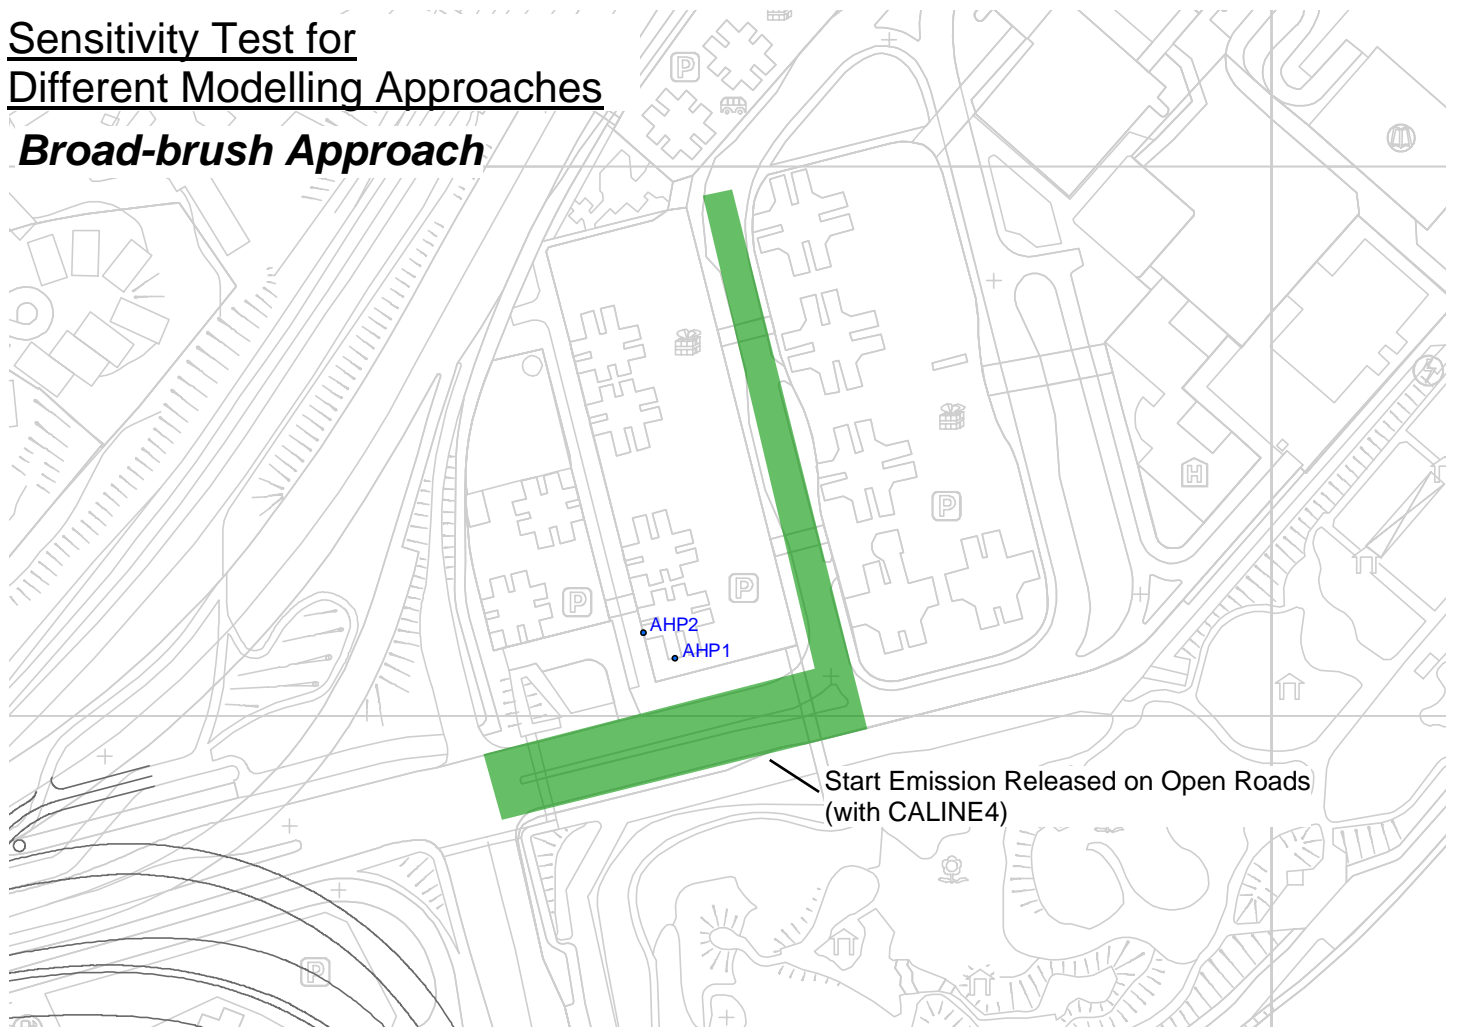 Sensitivity Test for
Different Modelling Approaches
Broad-brush Approach
P
P
H
P
P
AHP2
AHP1
Start Emission Released on Open Roads
(with CALINE4)
P